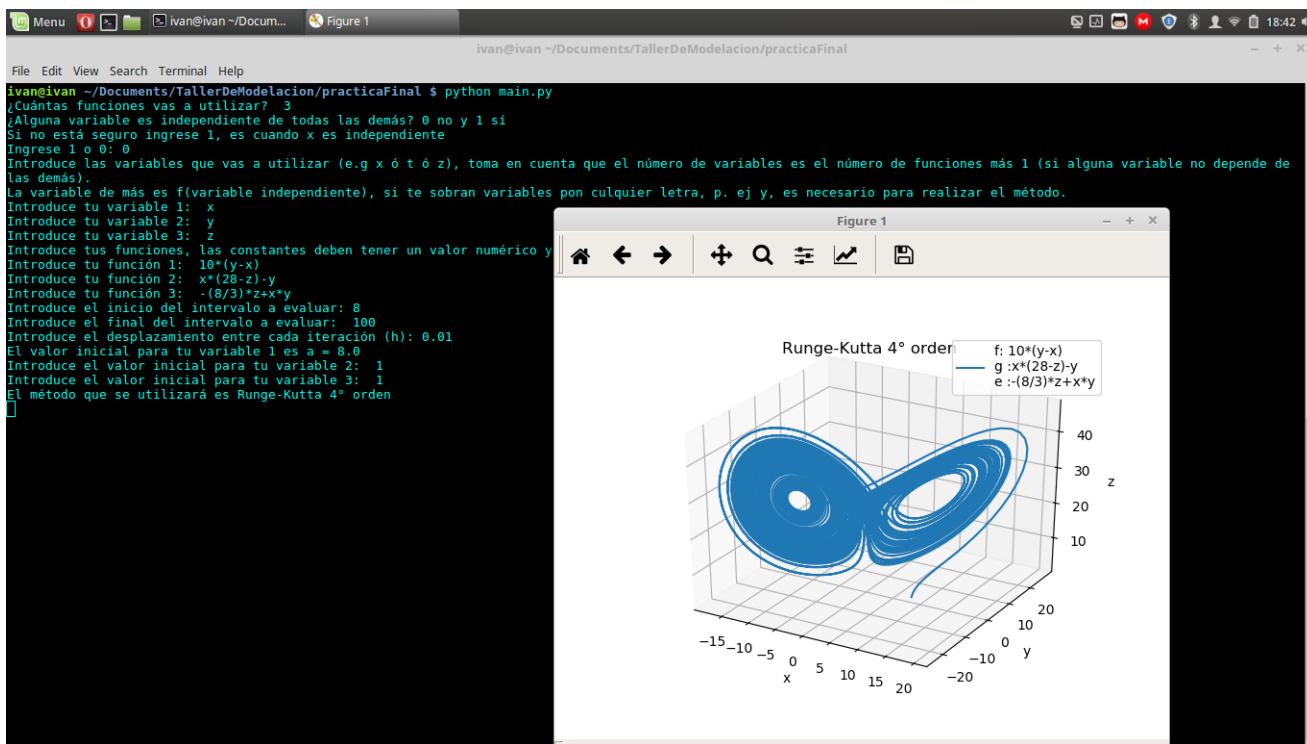 Menu ivan@ivan ~/Docum... Figure 1 18:42
ivan@ivan ~/Documents/TallerDeModelacion/practicaFinal
File Edit View Search Terminal Help
ivan@ivan ~/Documents/TallerDeModelacion/practicaFinal $ python main.py
¿Cuántas funciones vas a utilizar? 3
¿Alguna variable es independiente de todas las demás? 0 no y 1 sí
Si no está seguro ingrese 1, es cuando x es independiente
Ingrese 1 o 0: 0
Introduce las variables que vas a utilizar (e.g x ó t ó z), toma en cuenta que el número de variables es el número de funciones más 1 (si alguna variable no depende de
las demás).
La variable de más es f(variable independiente), si te sobran variables pon culquier letra, p. ej y, es necesario para realizar el método.
Introduce tu variable 1: x
Introduce tu variable 2: y
Introduce tu variable 3: z
Introduce tus funciones, las constantes deben tener un valor numérico y
Introduce tu función 1: 10*(y-x)
Introduce tu función 2: x*(28-z)-y
Introduce tu función 3: -(8/3)*z+x*y
Introduce el inicio del intervalo a evaluar: 8
Introduce el final del intervalo a evaluar: 100
Introduce el desplazamiento entre cada iteración (h): 0.01
El valor inicial para tu variable 1 es a = 8.0
Introduce el valor inicial para tu variable 2: 1
Introduce el valor inicial para tu variable 3: 1
El método que se utilizará es Runge-Kutta 4° orden
Figure 1
Runge-Kutta 4° orden
f: 10*(y-x)
g :x*(28-z)-y
e :-(8/3)*z+x*y
40
30
20
10
z
20
10
0
−10
−20
y
−15
−10
−5
0
5
10
15
20
x